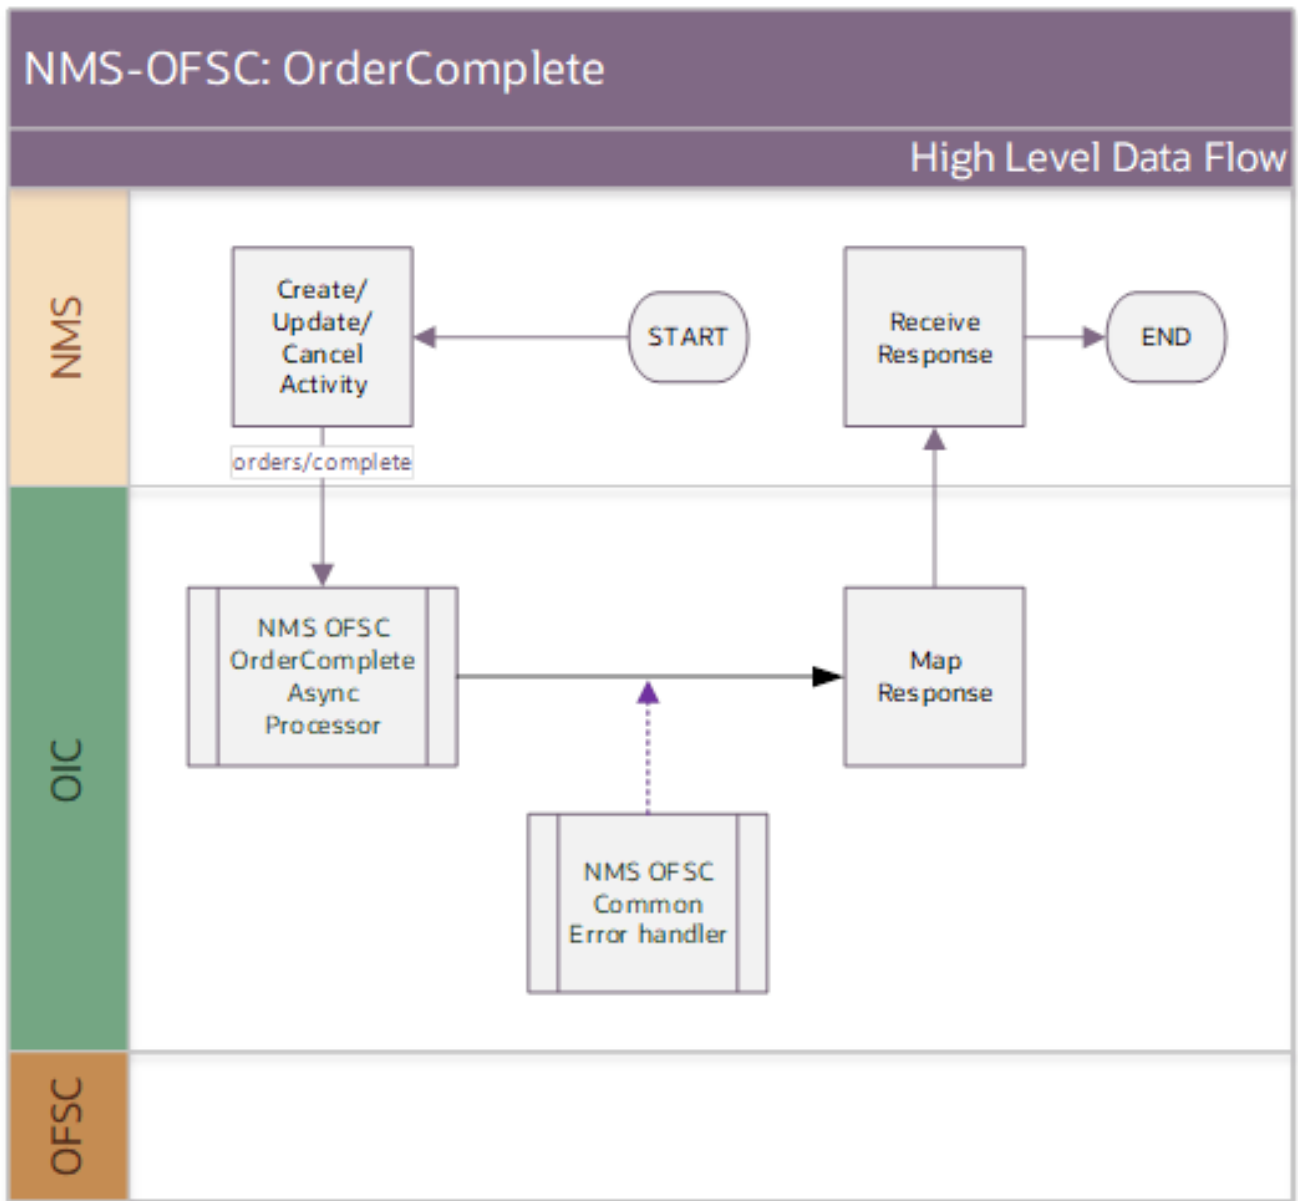 NMS-OFSC: OrderComplete
High Level Data Flow
NMS
Create/
Update/
Cancel
Activity
START
Receive
Response
END
orders/complete
OIC
NMS OFSC
OrderComplete
Async
Processor
Map
Response
NMS OFSC
Common
Error handler
OFSC